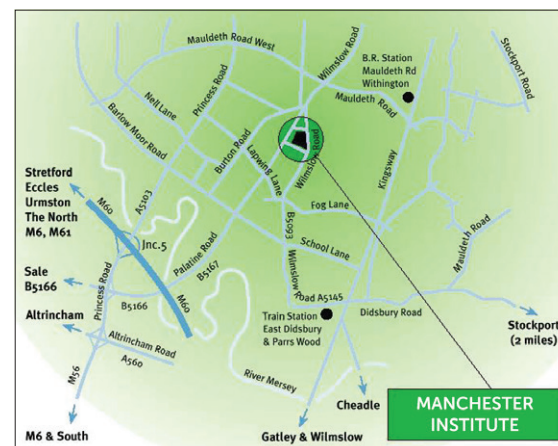 Mauldeth Road West
Wilmslow Road
Stockport Road
B.R. Station
Mauldeth Rd
Withington
Princess Road
Nell Lane
Barlow Moor Road
Mauldeth Road
Burton Road
Lapwing Lane
Wilmslow Road
Kingsway
Stretford
Eccles
Urmston
The North
M6, M61
M60
A5103
Jnc.5
Fog Lane
B5093
School Lane
Mauldeth Road
Palatine Road
B5167
Sale
B5166
Princess Road
B5166
M60
Wilmslow
Road A5145
Didsbury Road
Altrincham
Altrincham Road
A560
Train Station
East Didsbury
& Parrs Wood
Stockport
(2 miles)
M56
River Mersey
Cheadle
M6 & South
Gatley & Wilmslow
MANCHESTER
INSTITUTE